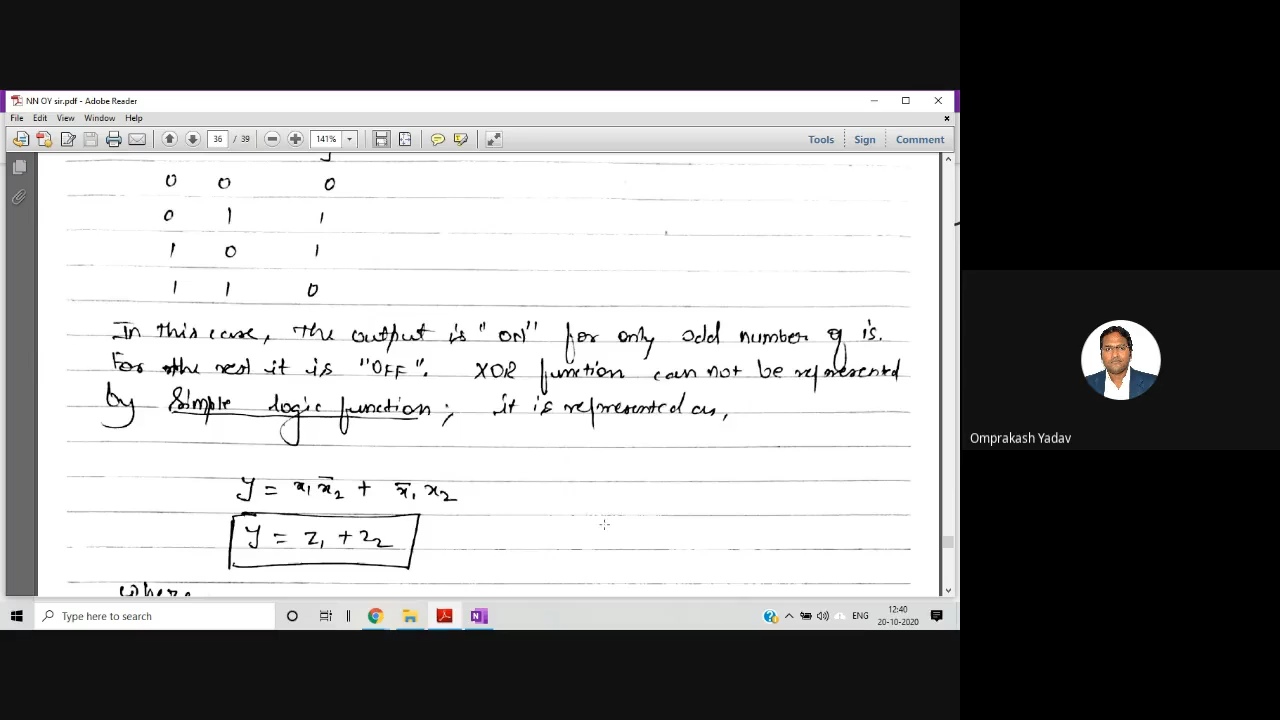 NN OY sir.pdf - Adobe Reader
File Edit View Window Help
36 / 39 141% Tools Sign Comment
y
0 0 0
0 1 1
1 0 1
1 1 0
In this case, the output is "ON" for only odd number of 1s.
For the rest it is "OFF". XOR function can not be represented
by simple logic function; it is represented as,
y = x₁ x̅₂ + x̅₁ x₂
y = z₁ + z₂
where
Omprakash Yadav
Type here to search
ENG
12:40
20-10-2020